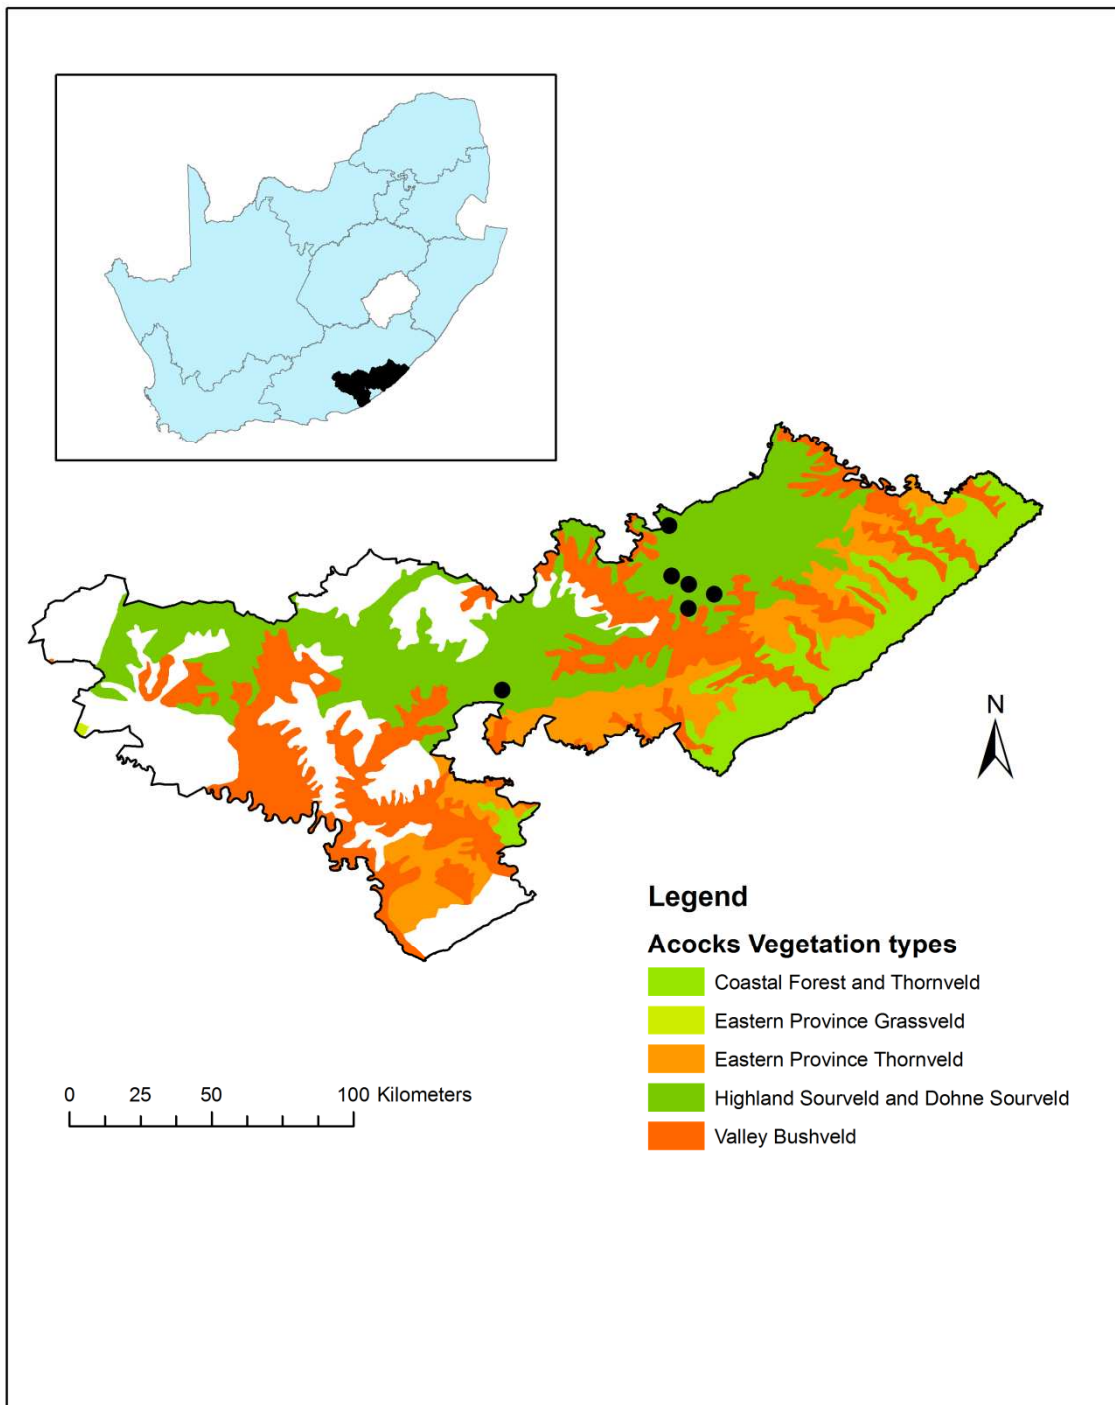 N
Legend
Acocks Vegetation types
Coastal Forest and Thornveld
Eastern Province Grassveld
Eastern Province Thornveld
Highland Sourveld and Dohne Sourveld
Valley Bushveld
0 25 50 100 Kilometers